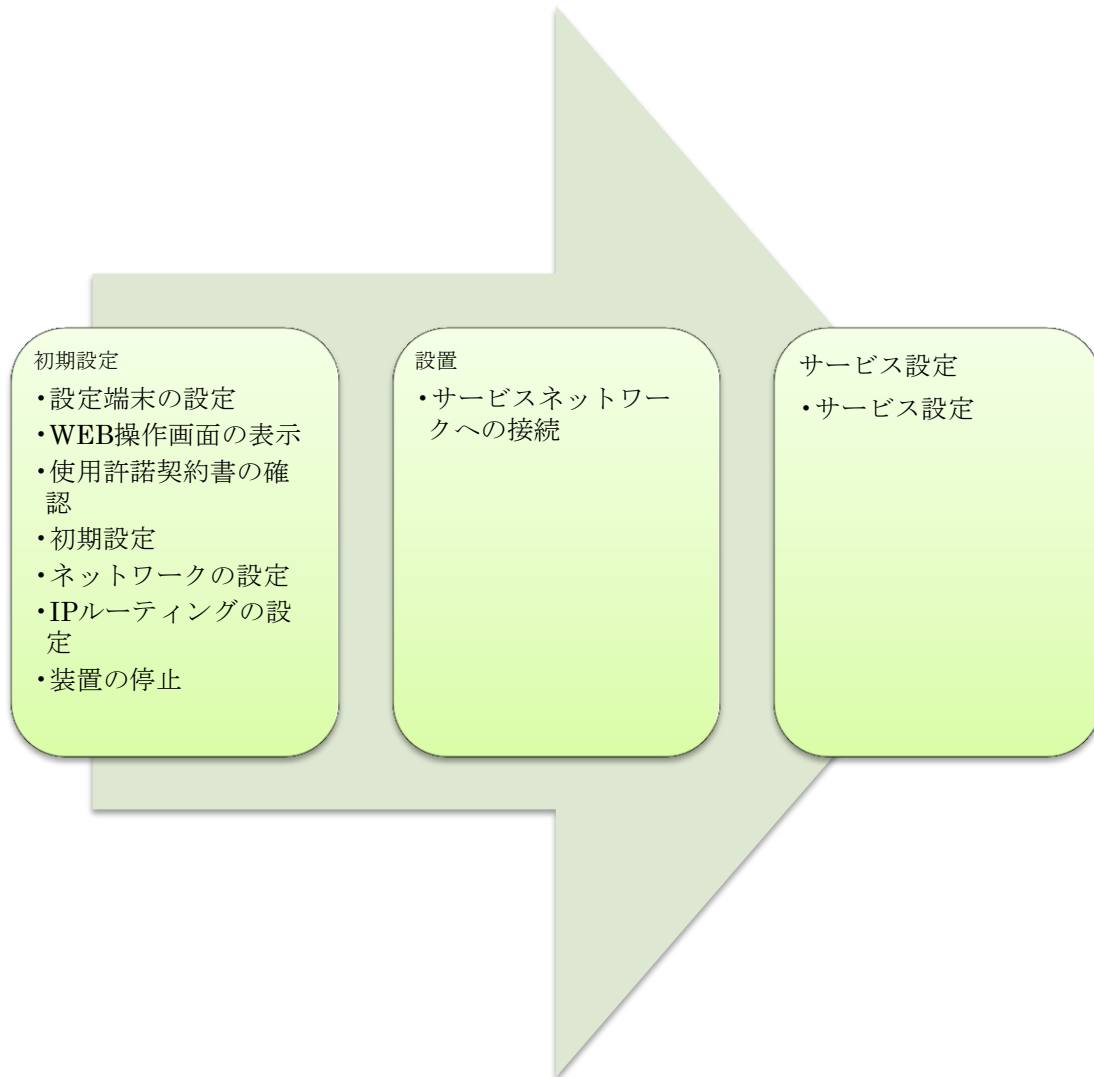 初期設定
・設定端末の設定
・WEB操作画面の表示
・使用許諾契約書の確
認
・初期設定
・ネットワークの設定
・IPルーティングの設
定
・装置の停止
設置
・サービスネットワー
クへの接続
サービス設定
・サービス設定